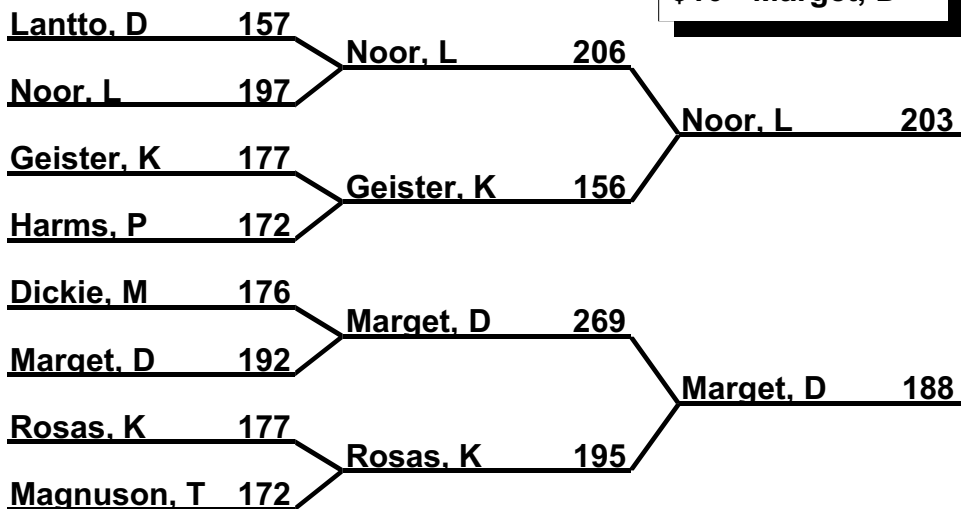 Lantto, D 157
Noor, L 206
Noor, L 197
Noor, L 203
Geister, K 177
Geister, K 156
Harms, P 172
Dickie, M 176
Marget, D 269
Marget, D 192
Marget, D 188
Rosas, K 177
Rosas, K 195
Magnuson, T 172